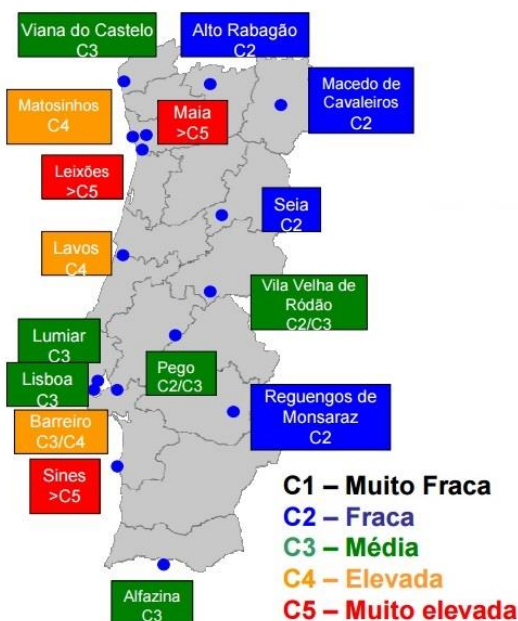 Viana do Castelo
C3
Alto Rabagão
C2
Macedo de
Cavaleiros
C2
Matosinhos
C4
Maia
>C5
Leixões
>C5
Seia
C2
Lavos
C4
Vila Velha de
Ródão
C2/C3
Lumiar
C3
Pego
C2/C3
Lisboa
C3
Reguengos de
Monsaraz
C2
Barreiro
C3/C4
Sines
>C5
Alfazina
C3
C1 – Muito Fraca
C2 – Fraca
C3 – Média
C4 – Elevada
C5 – Muito elevada